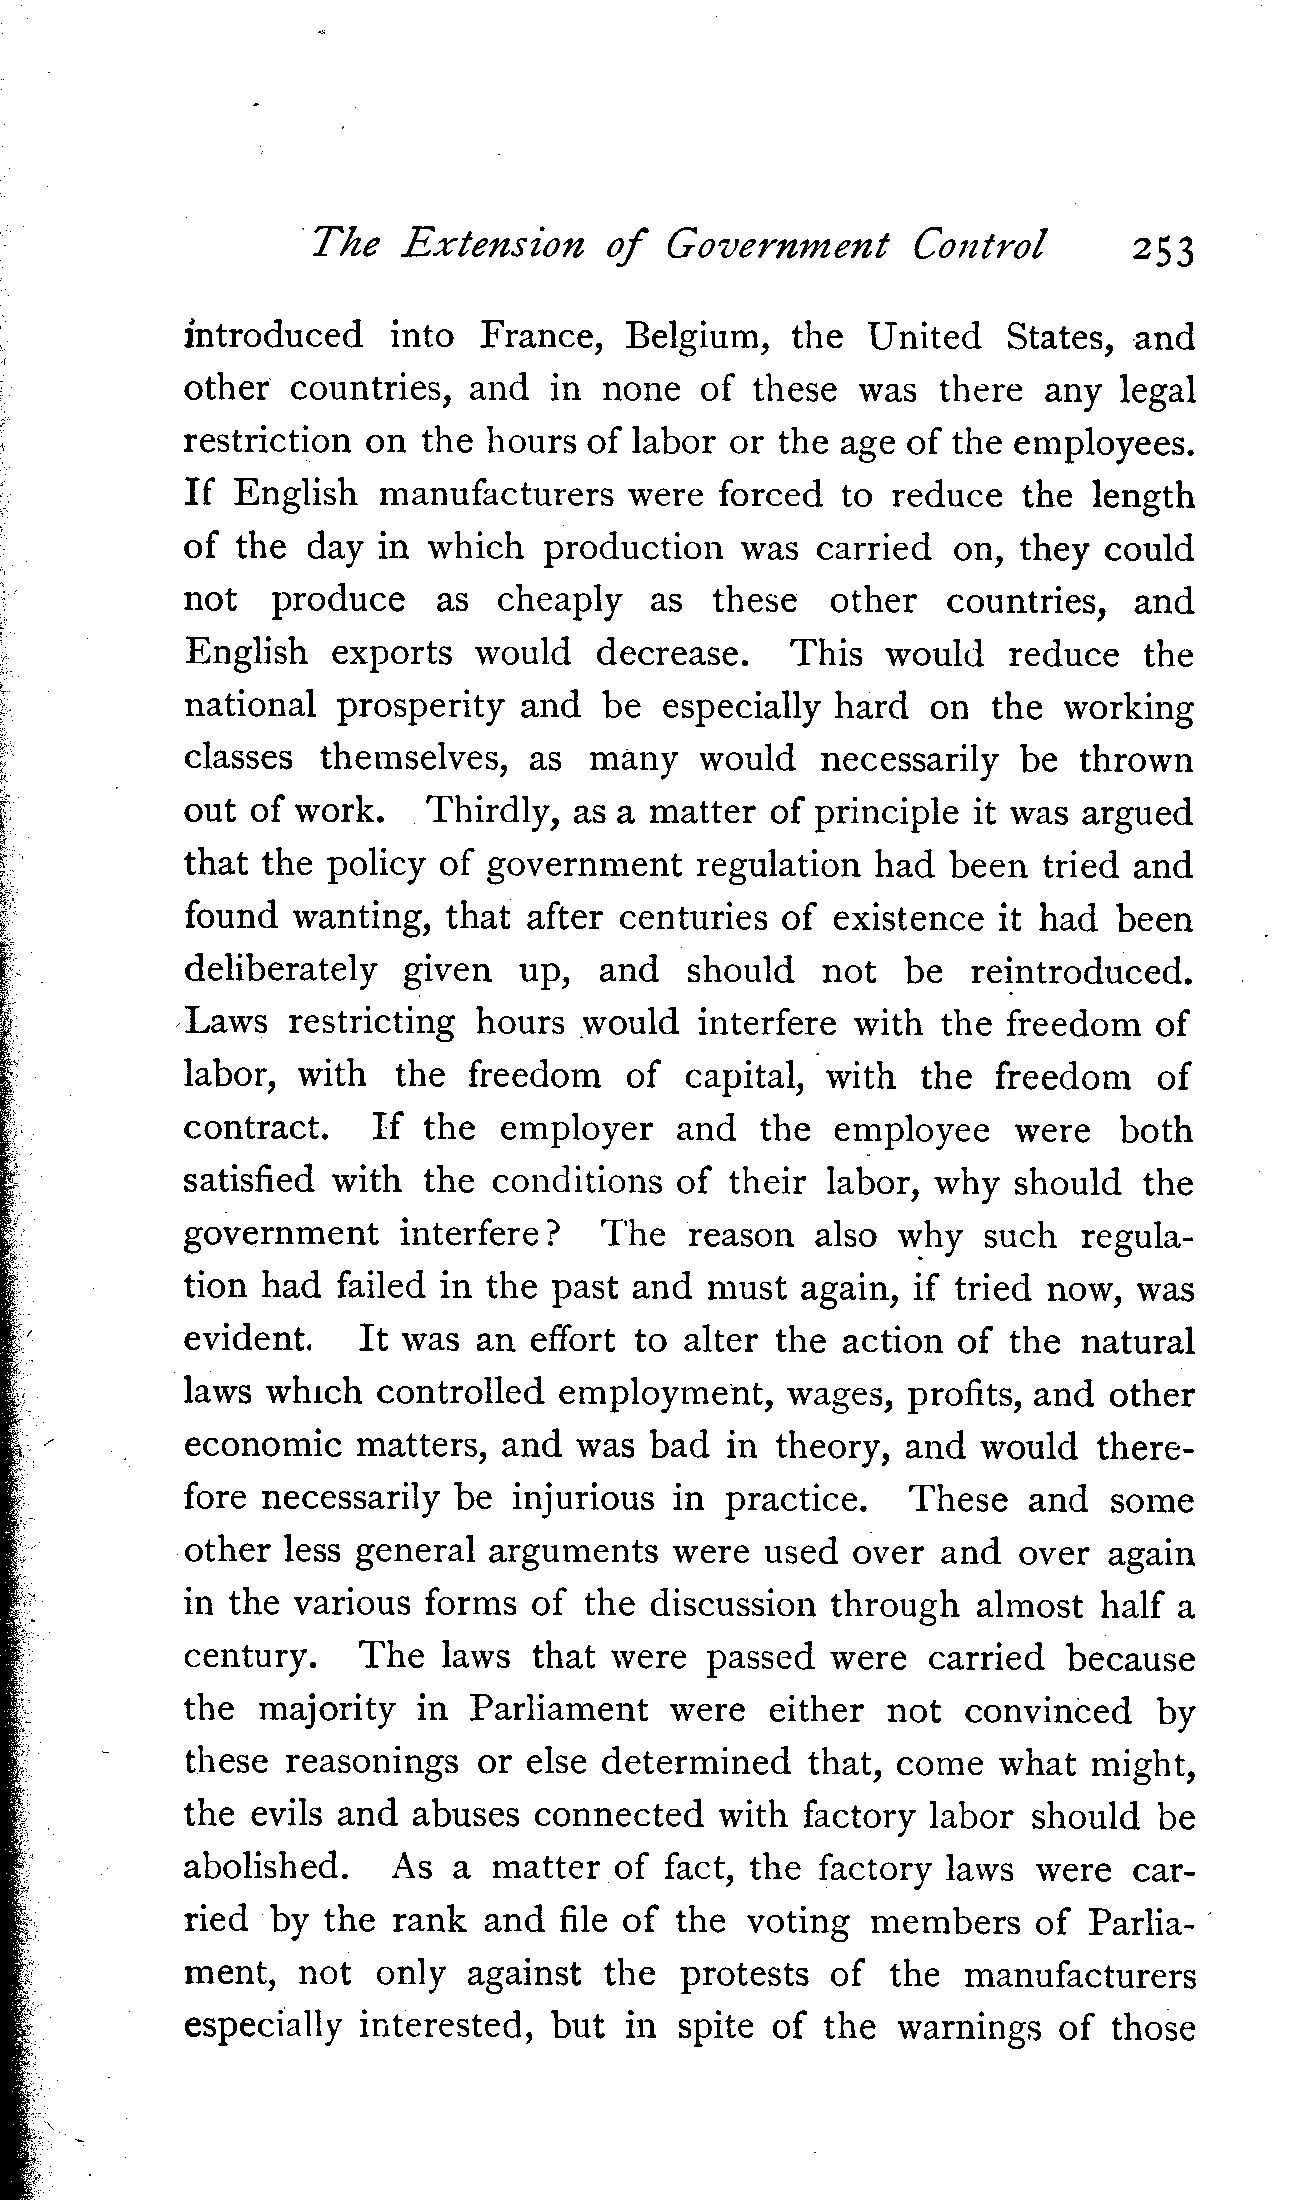 The Extension of Government Control 253
introduced into France, Belgium, the United States, and
other countries, and in none of these was there any legal
restriction on the hours of labor or the age of the employees.
If English manufacturers were forced to reduce the length
of the day in which production was carried on, they could
not produce as cheaply as these other countries, and
English exports would decrease. This would reduce the
national prosperity and be especially hard on the working
classes themselves, as many would necessarily be thrown
out of work. Thirdly, as a matter of principle it was argued
that the policy of government regulation had been tried and
found wanting, that after centuries of existence it had been
deliberately given up, and should not be reintroduced.
Laws restricting hours would interfere with the freedom of
labor, with the freedom of capital, with the freedom of
contract. If the employer and the employee were both
satisfied with the conditions of their labor, why should the
government interfere? The reason also why such regula-
tion had failed in the past and must again, if tried now, was
evident. It was an effort to alter the action of the natural
laws which controlled employment, wages, profits, and other
economic matters, and was bad in theory, and would there-
fore necessarily be injurious in practice. These and some
other less general arguments were used over and over again
in the various forms of the discussion through almost half a
century. The laws that were passed were carried because
the majority in Parliament were either not convinced by
these reasonings or else determined that, come what might,
the evils and abuses connected with factory labor should be
abolished. As a matter of fact, the factory laws were car-
ried by the rank and file of the voting members of Parlia-
ment, not only against the protests of the manufacturers
especially interested, but in spite of the warnings of those